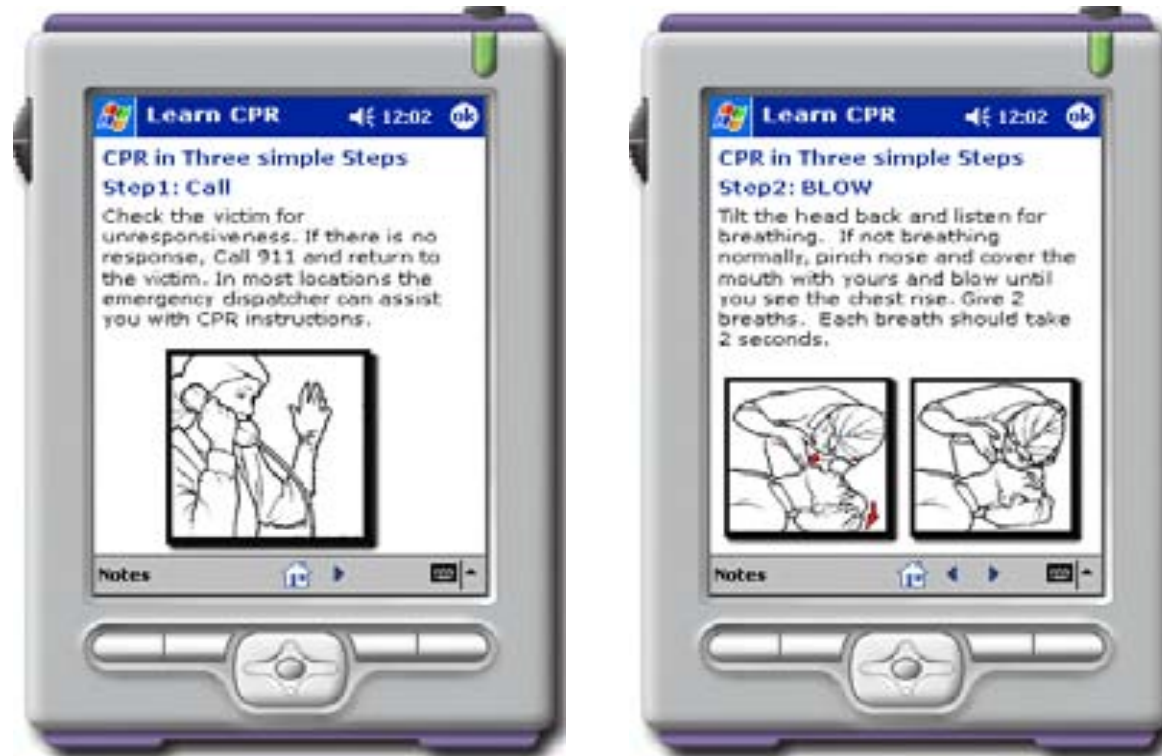 Learn CPR 12:02 ok
CPR in Three simple Steps
Step1: Call
Check the victim for
unresponsiveness. If there is no
response, Call 911 and return to
the victim. In most locations the
emergency dispatcher can assist
you with CPR instructions.
Notes
Learn CPR 12:02 ok
CPR in Three simple Steps
Step2: BLOW
Tilt the head back and listen for
breathing. If not breathing
normally, pinch nose and cover the
mouth with yours and blow until
you see the chest rise. Give 2
breaths. Each breath should take
2 seconds.
Notes